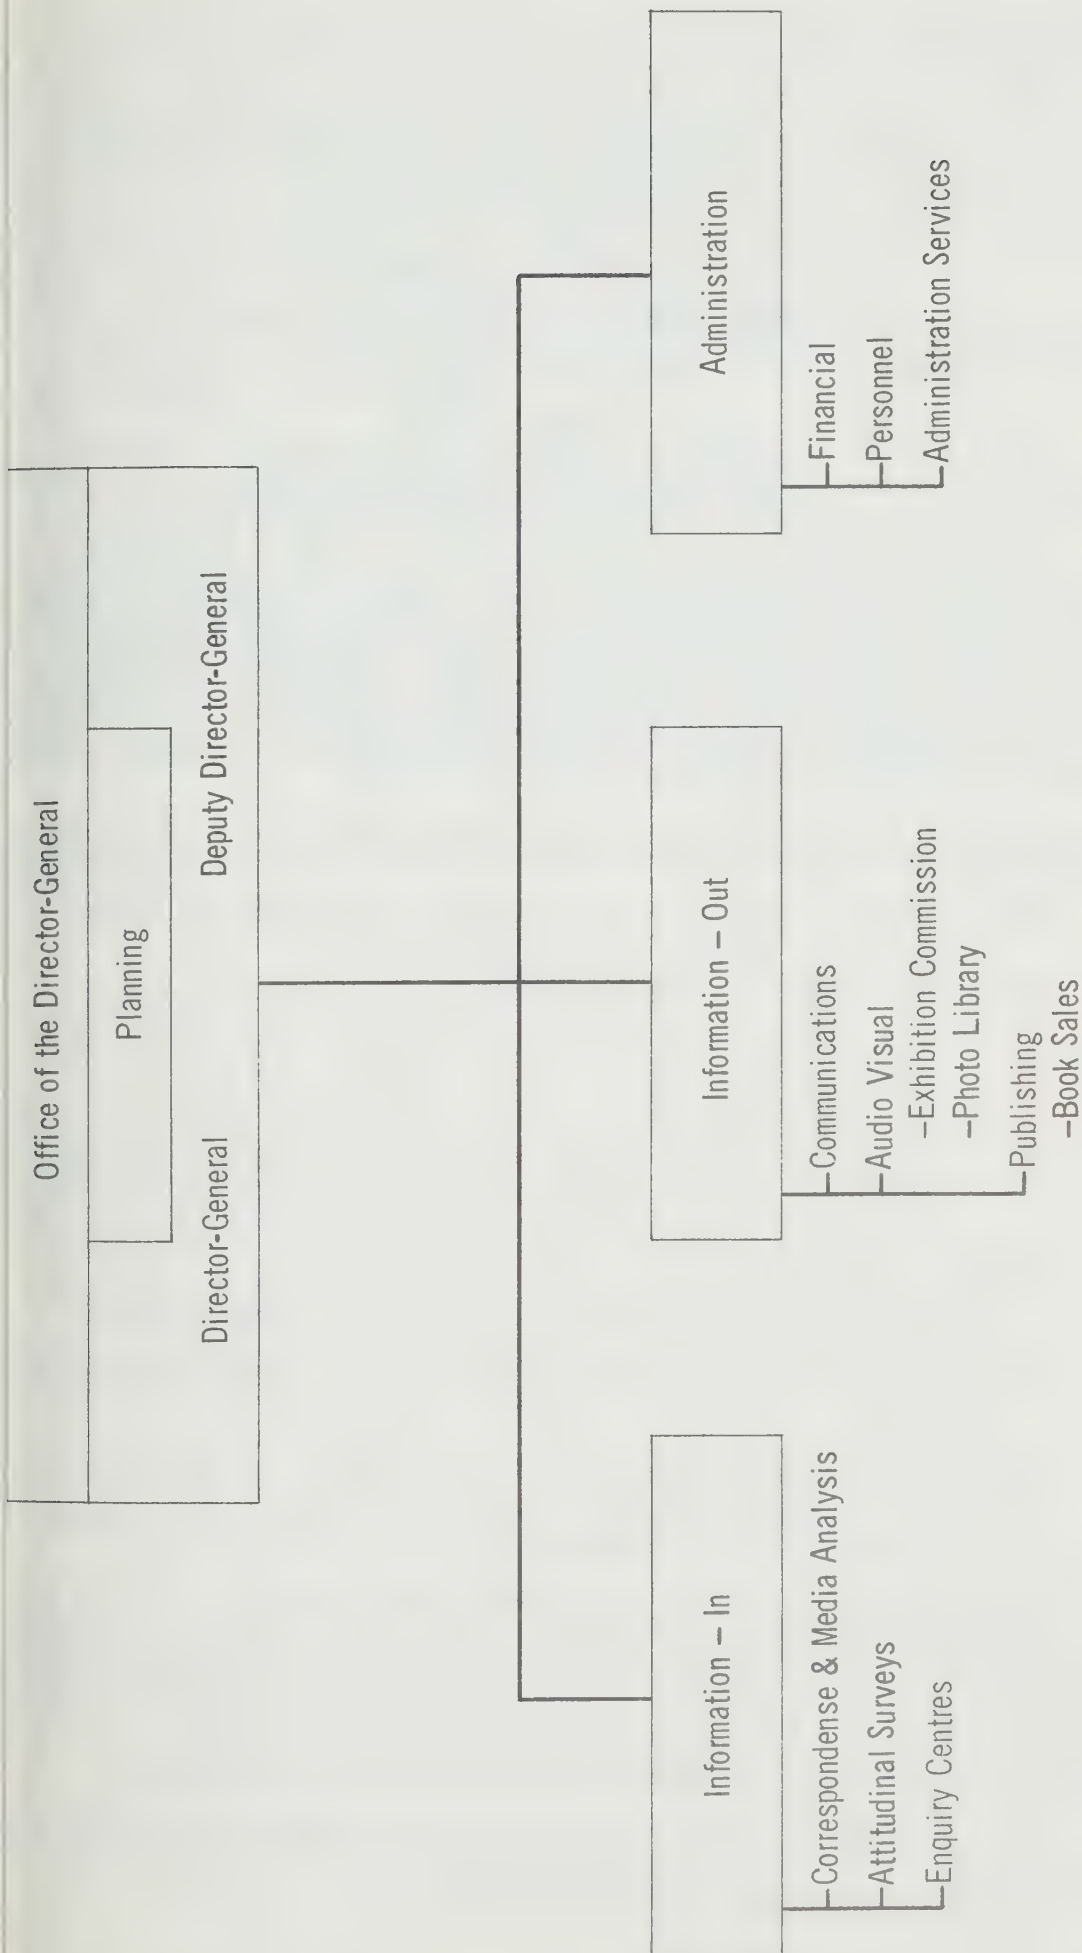 Office of the Director-General
Planning
Director-General
Deputy Director-General
Information – In
Correspondense & Media Analysis
Attitudinal Surveys
Enquiry Centres
Information – Out
Communications
Audio Visual
–Exhibition Commission
–Photo Library
Publishing
–Book Sales
Administration
Financial
Personnel
Administration Services